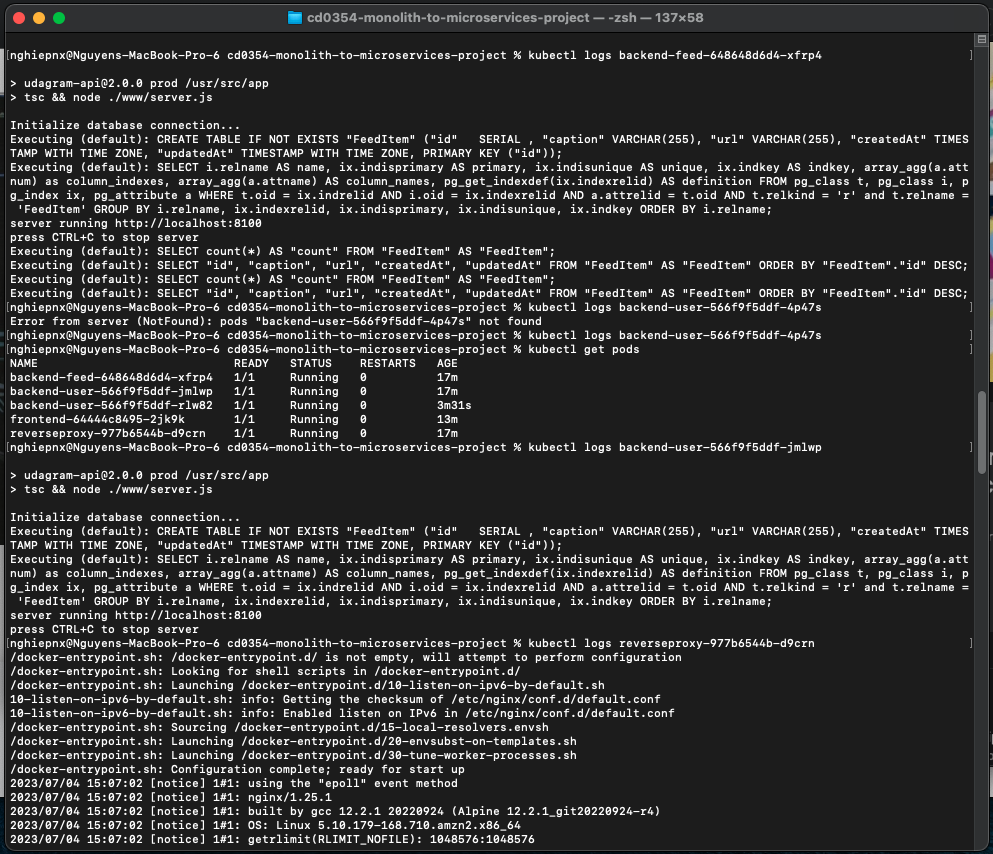 cd0354-monolith-to-microservices-project — -zsh — 137×58
[nghiepnx@Nguyens-MacBook-Pro-6 cd0354-monolith-to-microservices-project % kubectl logs backend-feed-648648d6d4-xfrp4 ]
> udagram-api@2.0.0 prod /usr/src/app
> tsc && node ./www/server.js
Initialize database connection...
Executing (default): CREATE TABLE IF NOT EXISTS "FeedItem" ("id"   SERIAL , "caption" VARCHAR(255), "url" VARCHAR(255), "createdAt" TIMES
TAMP WITH TIME ZONE, "updatedAt" TIMESTAMP WITH TIME ZONE, PRIMARY KEY ("id"));
Executing (default): SELECT i.relname AS name, ix.indisprimary AS primary, ix.indisunique AS unique, ix.indkey AS indkey, array_agg(a.att
num) as column_indexes, array_agg(a.attname) AS column_names, pg_get_indexdef(ix.indexrelid) AS definition FROM pg_class t, pg_class i, p
g_index ix, pg_attribute a WHERE t.oid = ix.indrelid AND i.oid = ix.indexrelid AND a.attrelid = t.oid AND t.relkind = 'r' and t.relname =
 'FeedItem' GROUP BY i.relname, ix.indexrelid, ix.indisprimary, ix.indisunique, ix.indkey ORDER BY i.relname;
server running http://localhost:8100
press CTRL+C to stop server
Executing (default): SELECT count(*) AS "count" FROM "FeedItem" AS "FeedItem";
Executing (default): SELECT "id", "caption", "url", "createdAt", "updatedAt" FROM "FeedItem" AS "FeedItem" ORDER BY "FeedItem"."id" DESC;
Executing (default): SELECT count(*) AS "count" FROM "FeedItem" AS "FeedItem";
Executing (default): SELECT "id", "caption", "url", "createdAt", "updatedAt" FROM "FeedItem" AS "FeedItem" ORDER BY "FeedItem"."id" DESC;
[nghiepnx@Nguyens-MacBook-Pro-6 cd0354-monolith-to-microservices-project % kubectl logs backend-user-566f9f5ddf-4p47s ]
Error from server (NotFound): pods "backend-user-566f9f5ddf-4p47s" not found
[nghiepnx@Nguyens-MacBook-Pro-6 cd0354-monolith-to-microservices-project % kubectl logs backend-user-566f9f5ddf-4p47s ]
[nghiepnx@Nguyens-MacBook-Pro-6 cd0354-monolith-to-microservices-project % kubectl get pods ]
NAME                            READY   STATUS    RESTARTS   AGE
backend-feed-648648d6d4-xfrp4   1/1     Running   0          17m
backend-user-566f9f5ddf-jmlwp   1/1     Running   0          17m
backend-user-566f9f5ddf-rlw82   1/1     Running   0          3m31s
frontend-64444c8495-2jk9k       1/1     Running   0          13m
reverseproxy-977b6544b-d9crn    1/1     Running   0          17m
[nghiepnx@Nguyens-MacBook-Pro-6 cd0354-monolith-to-microservices-project % kubectl logs backend-user-566f9f5ddf-jmlwp ]
> udagram-api@2.0.0 prod /usr/src/app
> tsc && node ./www/server.js
Initialize database connection...
Executing (default): CREATE TABLE IF NOT EXISTS "FeedItem" ("id"   SERIAL , "caption" VARCHAR(255), "url" VARCHAR(255), "createdAt" TIMES
TAMP WITH TIME ZONE, "updatedAt" TIMESTAMP WITH TIME ZONE, PRIMARY KEY ("id"));
Executing (default): SELECT i.relname AS name, ix.indisprimary AS primary, ix.indisunique AS unique, ix.indkey AS indkey, array_agg(a.att
num) as column_indexes, array_agg(a.attname) AS column_names, pg_get_indexdef(ix.indexrelid) AS definition FROM pg_class t, pg_class i, p
g_index ix, pg_attribute a WHERE t.oid = ix.indrelid AND i.oid = ix.indexrelid AND a.attrelid = t.oid AND t.relkind = 'r' and t.relname =
 'FeedItem' GROUP BY i.relname, ix.indexrelid, ix.indisprimary, ix.indisunique, ix.indkey ORDER BY i.relname;
server running http://localhost:8100
press CTRL+C to stop server
[nghiepnx@Nguyens-MacBook-Pro-6 cd0354-monolith-to-microservices-project % kubectl logs reverseproxy-977b6544b-d9crn ]
/docker-entrypoint.sh: /docker-entrypoint.d/ is not empty, will attempt to perform configuration
/docker-entrypoint.sh: Looking for shell scripts in /docker-entrypoint.d/
/docker-entrypoint.sh: Launching /docker-entrypoint.d/10-listen-on-ipv6-by-default.sh
10-listen-on-ipv6-by-default.sh: info: Getting the checksum of /etc/nginx/conf.d/default.conf
10-listen-on-ipv6-by-default.sh: info: Enabled listen on IPv6 in /etc/nginx/conf.d/default.conf
/docker-entrypoint.sh: Sourcing /docker-entrypoint.d/15-local-resolvers.envsh
/docker-entrypoint.sh: Launching /docker-entrypoint.d/20-envsubst-on-templates.sh
/docker-entrypoint.sh: Launching /docker-entrypoint.d/30-tune-worker-processes.sh
/docker-entrypoint.sh: Configuration complete; ready for start up
2023/07/04 15:07:02 [notice] 1#1: using the "epoll" event method
2023/07/04 15:07:02 [notice] 1#1: nginx/1.25.1
2023/07/04 15:07:02 [notice] 1#1: built by gcc 12.2.1 20220924 (Alpine 12.2.1_git20220924-r4)
2023/07/04 15:07:02 [notice] 1#1: OS: Linux 5.10.179-168.710.amzn2.x86_64
2023/07/04 15:07:02 [notice] 1#1: getrlimit(RLIMIT_NOFILE): 1048576:1048576